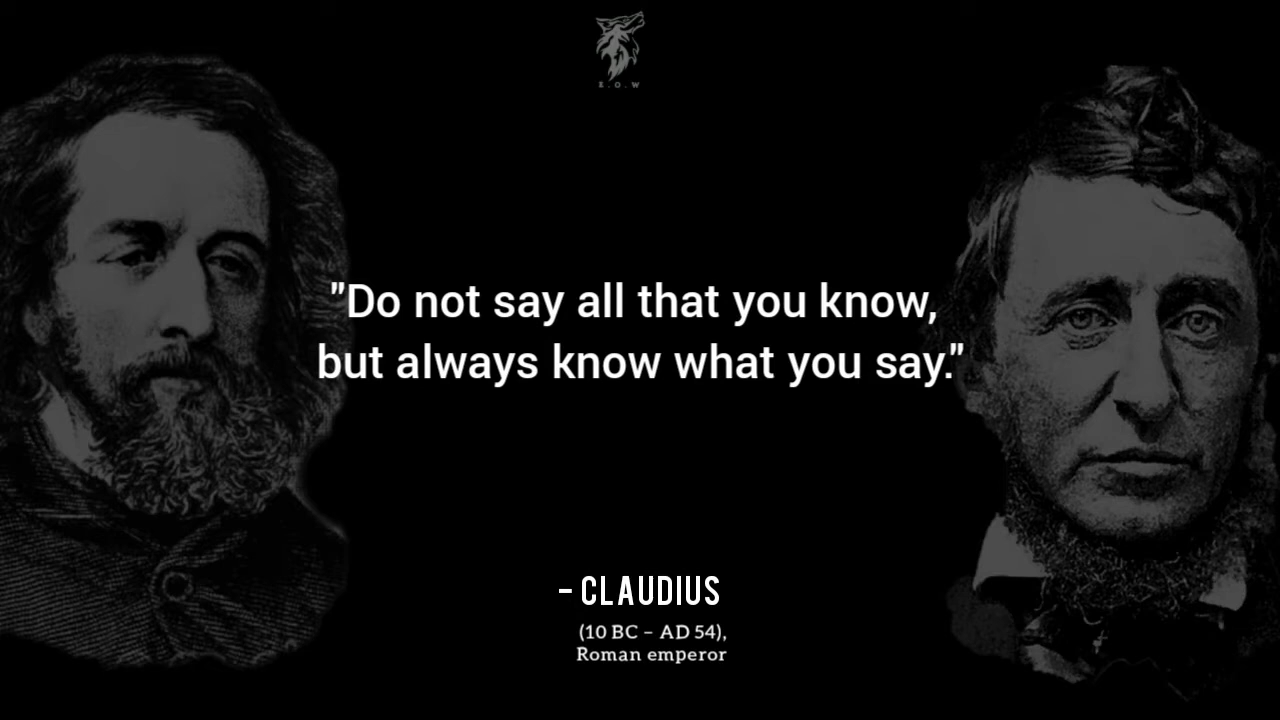 E.O.W
"Do not say all that you know,
but always know what you say."
– CLAUDIUS
(10 BC – AD 54),
Roman emperor